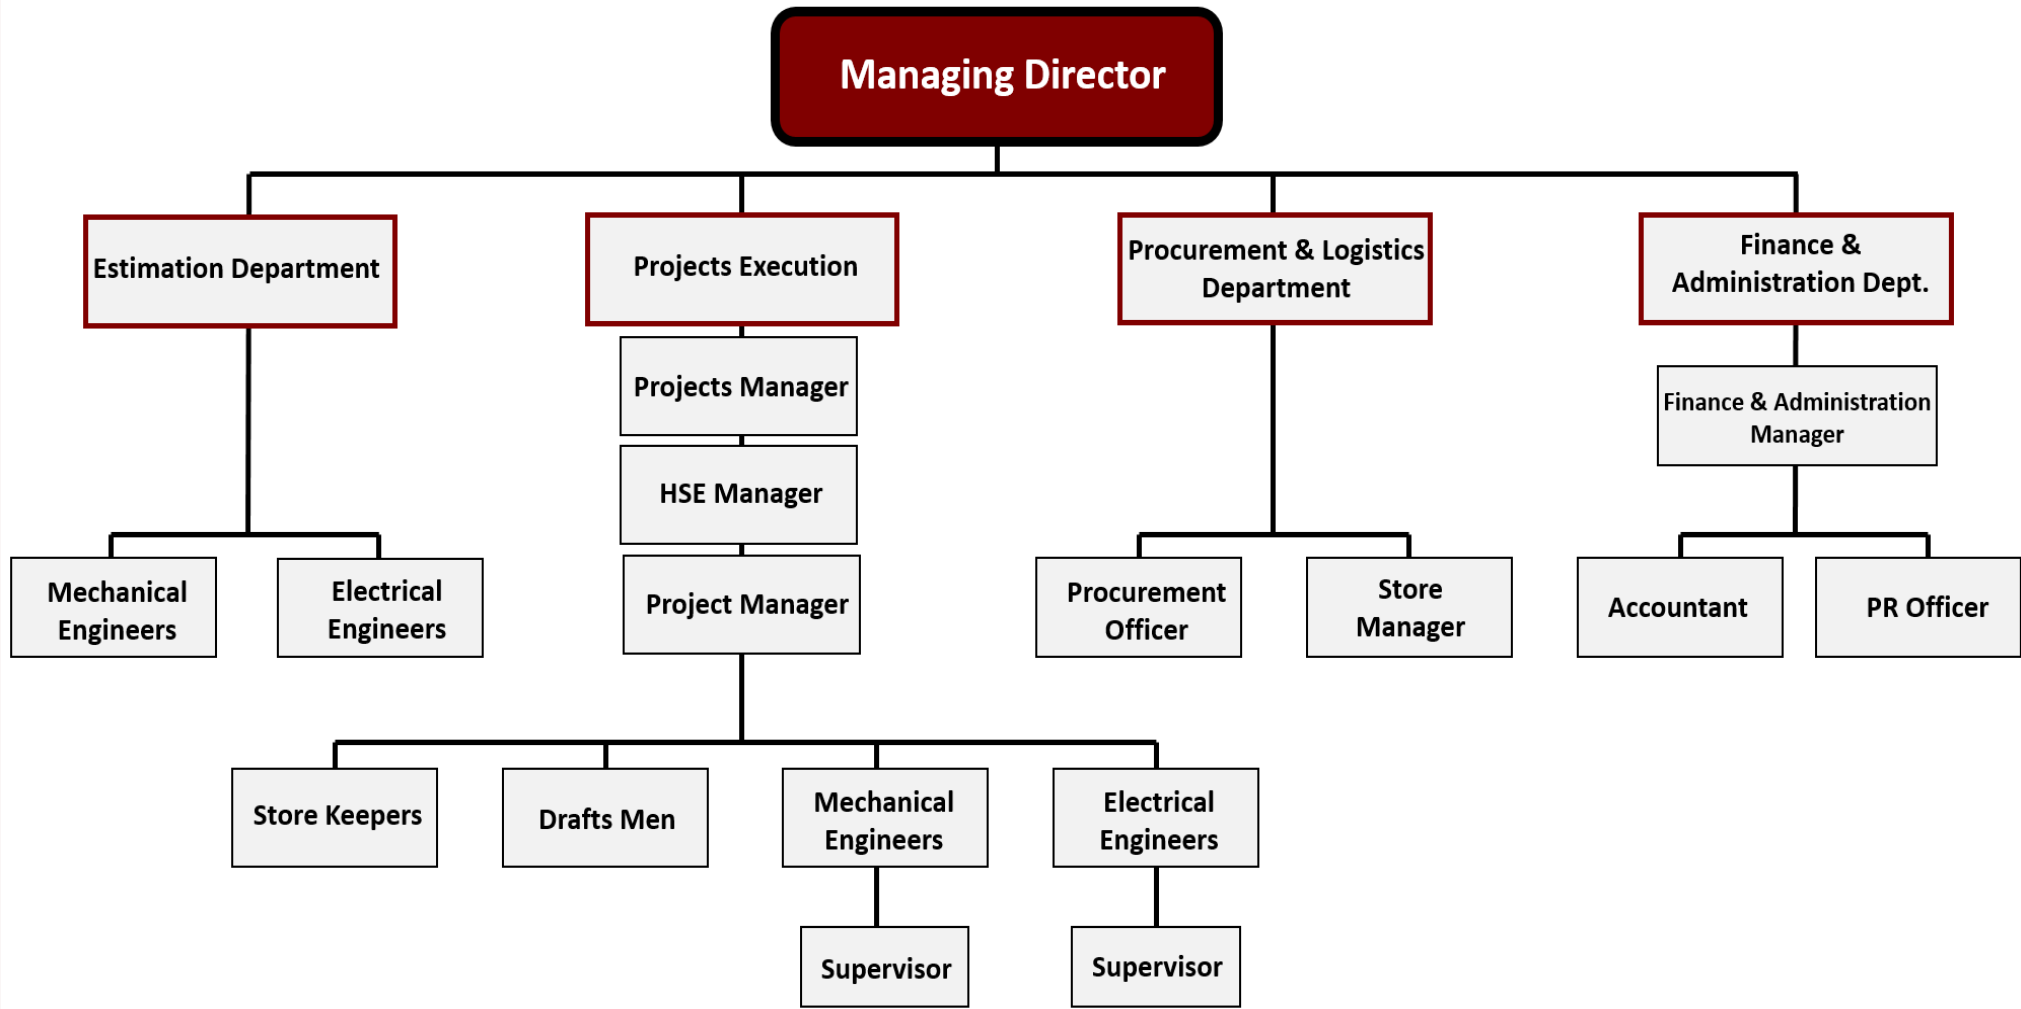 Managing Director
Estimation Department
Projects Execution
Procurement & Logistics
Department
Finance &
Administration Dept.
Projects Manager
Finance & Administration
Manager
HSE Manager
Mechanical
Engineers
Electrical
Engineers
Project Manager
Procurement
Officer
Store
Manager
Accountant
PR Officer
Store Keepers
Drafts Men
Mechanical
Engineers
Electrical
Engineers
Supervisor
Supervisor